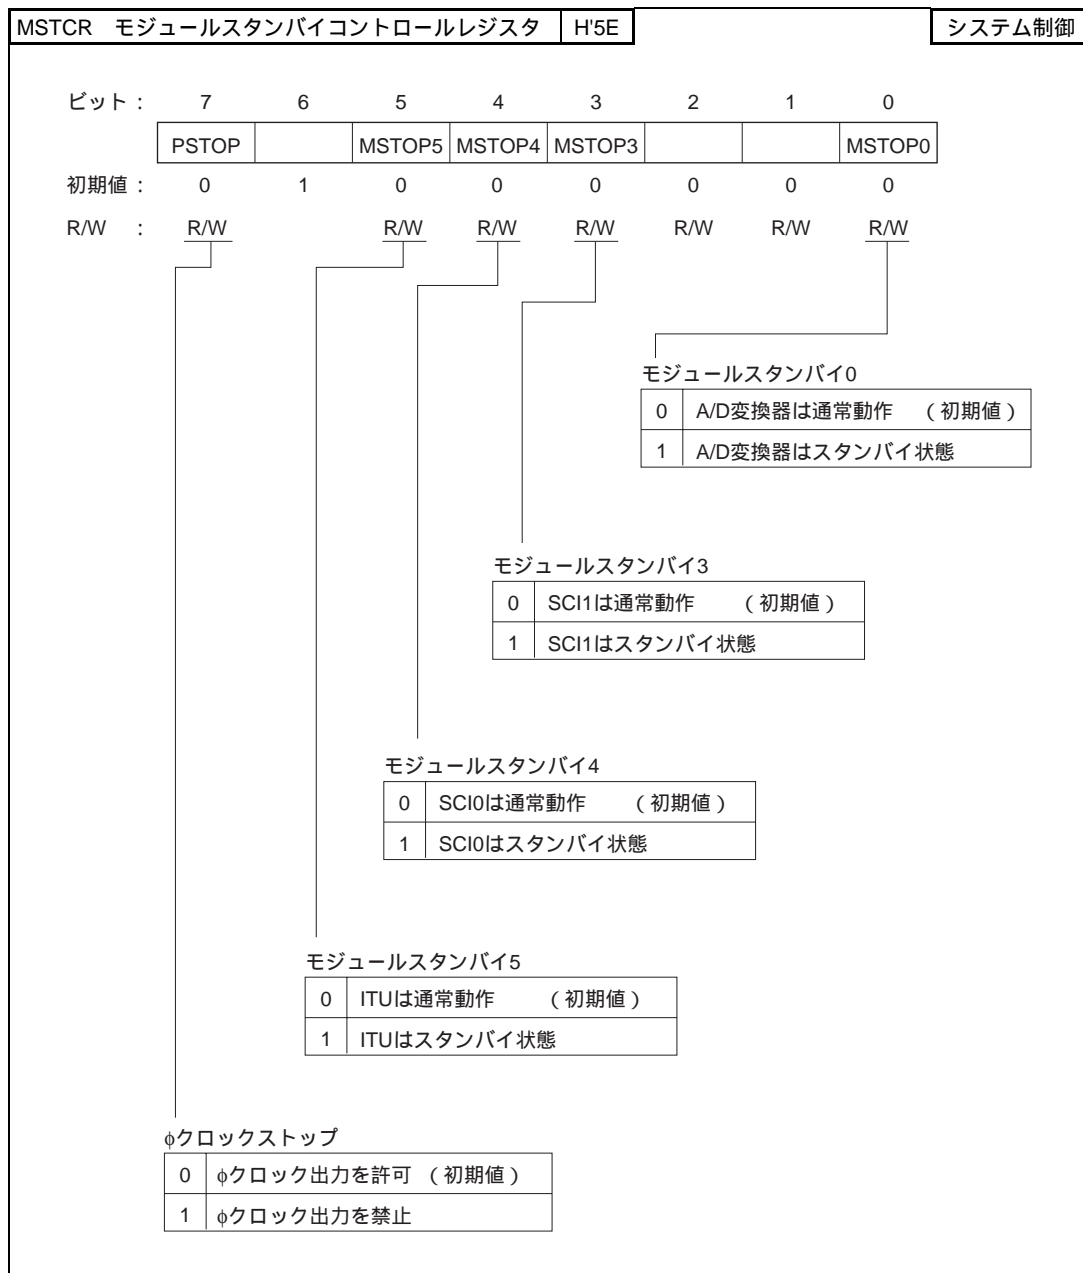 MSTCR モジュールスタンバイコントロールレジスタ H'5E システム制御
ビット： 7 6 5 4 3 2 1 0
PSTOP MSTOP5 MSTOP4 MSTOP3 MSTOP0
初期値： 0 1 0 0 0 0 0 0
R/W ： R/W R/W R/W R/W R/W R/W R/W
モジュールスタンバイ0
0 A/D変換器は通常動作 （初期値）
1 A/D変換器はスタンバイ状態
モジュールスタンバイ3
0 SCI1は通常動作 （初期値）
1 SCI1はスタンバイ状態
モジュールスタンバイ4
0 SCI0は通常動作 （初期値）
1 SCI0はスタンバイ状態
モジュールスタンバイ5
0 ITUは通常動作 （初期値）
1 ITUはスタンバイ状態
φクロックストップ
0 φクロック出力を許可 （初期値）
1 φクロック出力を禁止